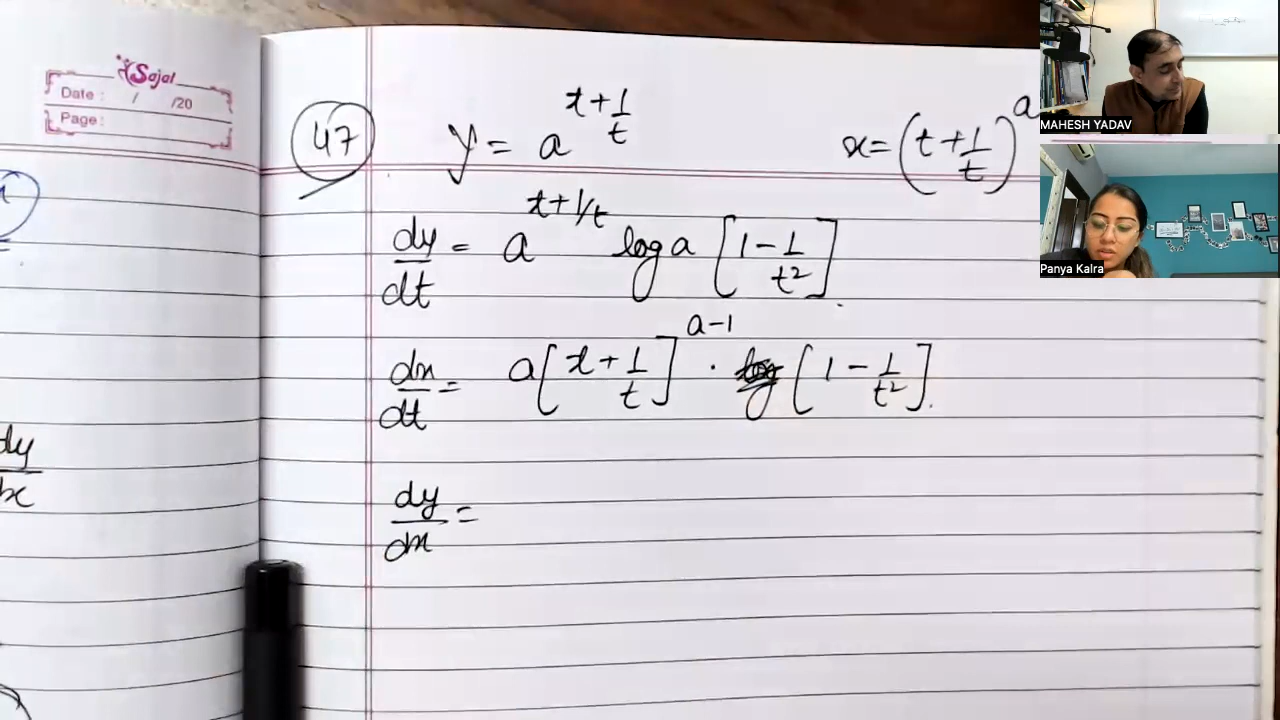 Sajal
Date : / /20
Page :
47 y = a^(t+1/t) x = (t+1/t)^a
dy/dt = a^(t+1/t) log a [1 - 1/t²].
dx/dt = a[t+1/t]^(a-1) . [1 - 1/t²].
dy
dx
dy/dx =
MAHESH YADAV
Panya Kalra